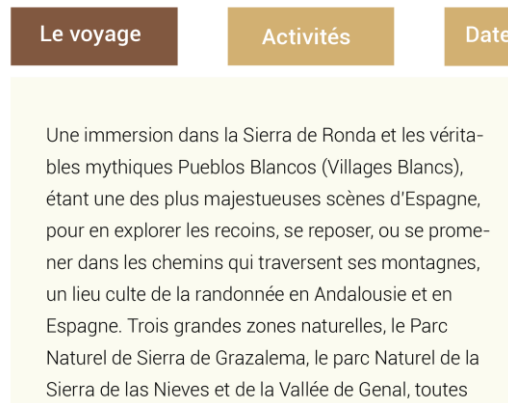 Le voyage Activités Date
Une immersion dans la Sierra de Ronda et les vérita-
bles mythiques Pueblos Blancos (Villages Blancs),
étant une des plus majestueuses scènes d'Espagne,
pour en explorer les recoins, se reposer, ou se prome-
ner dans les chemins qui traversent ses montagnes,
un lieu culte de la randonnée en Andalousie et en
Espagne. Trois grandes zones naturelles, le Parc
Naturel de Sierra de Grazalema, le parc Naturel de la
Sierra de las Nieves et de la Vallée de Genal, toutes